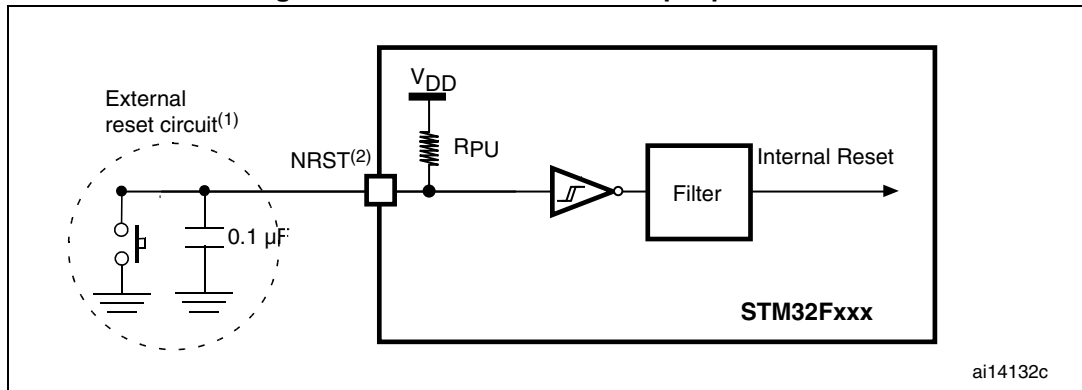 External
reset circuit(1)
NRST(2)
VDD
RPU
Internal Reset
Filter
0.1 µF
STM32Fxxx
ai14132c